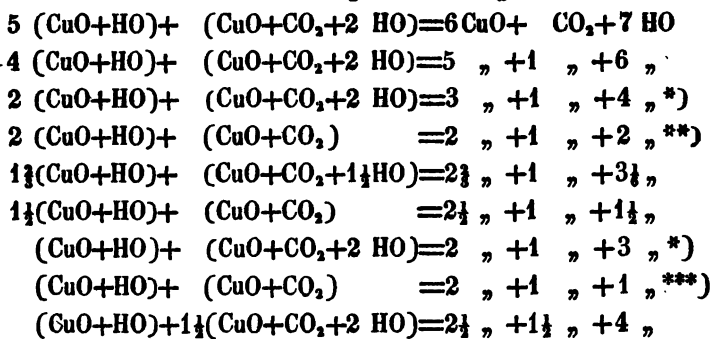 5 (CuO+HO)+ (CuO+CO₂+2 HO)=6 CuO+ CO₂+7 HO
4 (CuO+HO)+ (CuO+CO₂+2 HO)=5 „ +1 „ +6 „
2 (CuO+HO)+ (CuO+CO₂+2 HO)=3 „ +1 „ +4 „ *)
2 (CuO+HO)+ (CuO+CO₂) =2 „ +1 „ +2 „ **)
1⅔(CuO+HO)+ (CuO+CO₂+1½HO)=2⅔ „ +1 „ +3⅙ „
1½(CuO+HO)+ (CuO+CO₂) =2½ „ +1 „ +1½ „
(CuO+HO)+ (CuO+CO₂+2 HO)=2 „ +1 „ +3 „ *)
(CuO+HO)+ (CuO+CO₂) =2 „ +1 „ +1 „ ***)
(CuO+HO)+1½(CuO+CO₂+2 HO)=2½ „ +1½ „ +4 „